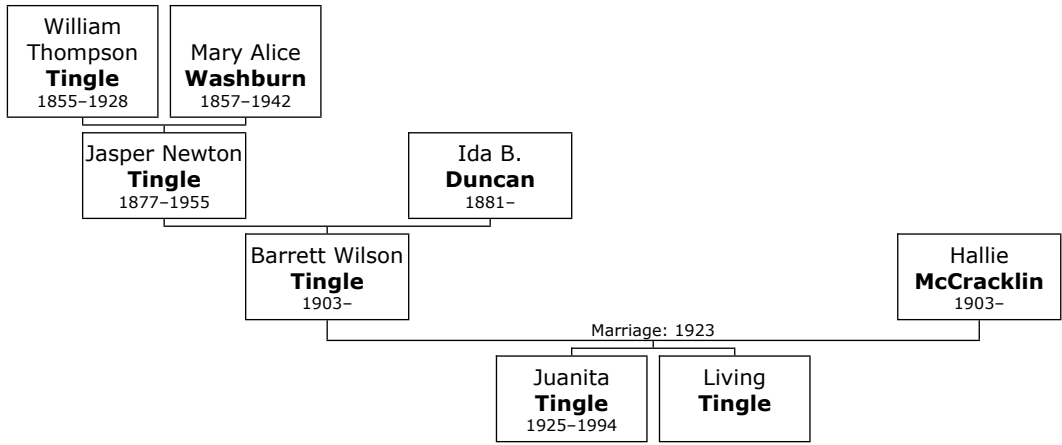 William
Thompson
Tingle
1855–1928
Mary Alice
Washburn
1857–1942
Jasper Newton
Tingle
1877–1955
Ida B.
Duncan
1881–
Barrett Wilson
Tingle
1903–
Hallie
McCracklin
1903–
Marriage: 1923
Juanita
Tingle
1925–1994
Living
Tingle